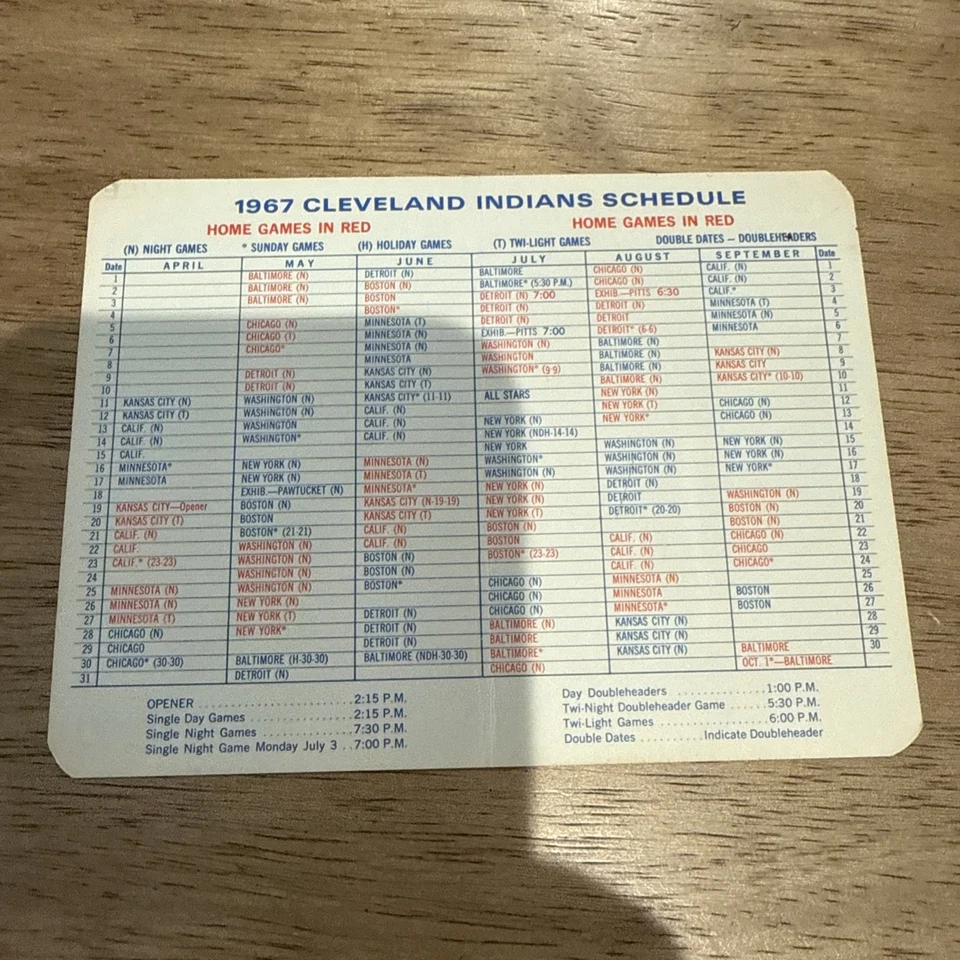 1967 CLEVELAND INDIANS SCHEDULE
HOME GAMES IN RED HOME GAMES IN RED
(N) NIGHT GAMES * SUNDAY GAMES (H) HOLIDAY GAMES (T) TWI-LIGHT GAMES DOUBLE DATES – DOUBLEHEADERS
Date APRIL MAY JUNE JULY AUGUST SEPTEMBER Date
1 BALTIMORE (N) DETROIT (N) BALTIMORE CHICAGO (N) CALIF. (N) 1
2 BALTIMORE (N) BOSTON (N) BALTIMORE* (5:30 P.M.) CHICAGO (N) CALIF. (N) 2
3 BALTIMORE (N) BOSTON DETROIT (N) 7:00 EXHIB.—PITTS 6:30 CALIF.* 3
4 BOSTON* DETROIT (N) DETROIT (N) MINNESOTA (T) 4
5 CHICAGO (N) MINNESOTA (T) DETROIT (N) DETROIT MINNESOTA (N) 5
6 CHICAGO (T) MINNESOTA (N) EXHIB.—PITTS 7:00 DETROIT* (6-6) MINNESOTA 6
7 CHICAGO* MINNESOTA (N) WASHINGTON (N) BALTIMORE (N) 7
8 MINNESOTA WASHINGTON BALTIMORE (N) KANSAS CITY (N) 8
9 DETROIT (N) KANSAS CITY (N) WASHINGTON* (9-9) BALTIMORE (N) KANSAS CITY 9
10 DETROIT (N) KANSAS CITY (T) BALTIMORE (N) KANSAS CITY* (10-10) 10
11 KANSAS CITY (N) WASHINGTON (N) KANSAS CITY* (11-11) ALL STARS NEW YORK (N) 11
12 KANSAS CITY (T) WASHINGTON (N) CALIF. (N) NEW YORK (T) CHICAGO (N) 12
13 CALIF. (N) WASHINGTON CALIF. (N) NEW YORK (N) NEW YORK* CHICAGO (N) 13
14 CALIF. (N) WASHINGTON* CALIF. (N) NEW YORK (NDH-14-14) 14
15 CALIF. NEW YORK WASHINGTON (N) NEW YORK (N) 15
16 MINNESOTA* NEW YORK (N) MINNESOTA (N) WASHINGTON* WASHINGTON (N) NEW YORK (N) 16
17 MINNESOTA NEW YORK (N) MINNESOTA (T) WASHINGTON (N) WASHINGTON (N) NEW YORK* 17
18 EXHIB.—PAWTUCKET (N) MINNESOTA* NEW YORK (N) DETROIT (N) 18
19 KANSAS CITY—Opener BOSTON (N) KANSAS CITY (N-19-19) NEW YORK (N) DETROIT WASHINGTON (N) 19
20 KANSAS CITY (T) BOSTON KANSAS CITY (T) NEW YORK (T) DETROIT* (20-20) BOSTON (N) 20
21 CALIF. (N) BOSTON* (21-21) CALIF. (N) BOSTON (N) BOSTON (N) 21
22 CALIF. WASHINGTON (N) CALIF. (N) BOSTON CALIF. (N) CHICAGO (N) 22
23 CALIF.* (23-23) WASHINGTON (N) BOSTON (N) BOSTON* (23-23) CALIF. (N) CHICAGO 23
24 WASHINGTON (N) BOSTON (N) CALIF. (N) CHICAGO* 24
25 MINNESOTA (N) WASHINGTON (N) BOSTON* CHICAGO (N) MINNESOTA (N) 25
26 MINNESOTA (N) NEW YORK (N) CHICAGO (N) MINNESOTA BOSTON 26
27 MINNESOTA (T) NEW YORK (T) DETROIT (N) CHICAGO (N) MINNESOTA* BOSTON 27
28 CHICAGO (N) NEW YORK* DETROIT (N) BALTIMORE (N) KANSAS CITY (N) 28
29 CHICAGO DETROIT (N) BALTIMORE KANSAS CITY (N) 29
30 CHICAGO* (30-30) BALTIMORE (H-30-30) BALTIMORE (NDH-30-30) BALTIMORE* KANSAS CITY (N) BALTIMORE 30
31 DETROIT (N) CHICAGO (N) OCT. 1*—BALTIMORE
OPENER ........................2:15 P.M.
Single Day Games ................2:15 P.M.
Single Night Games ..............7:30 P.M.
Single Night Game Monday July 3 ..7:00 P.M.
Day Doubleheaders ..............1:00 P.M.
Twi-Night Doubleheader Game ......5:30 P.M.
Twi-Light Games ................6:00 P.M.
Double Dates ..........Indicate Doubleheader